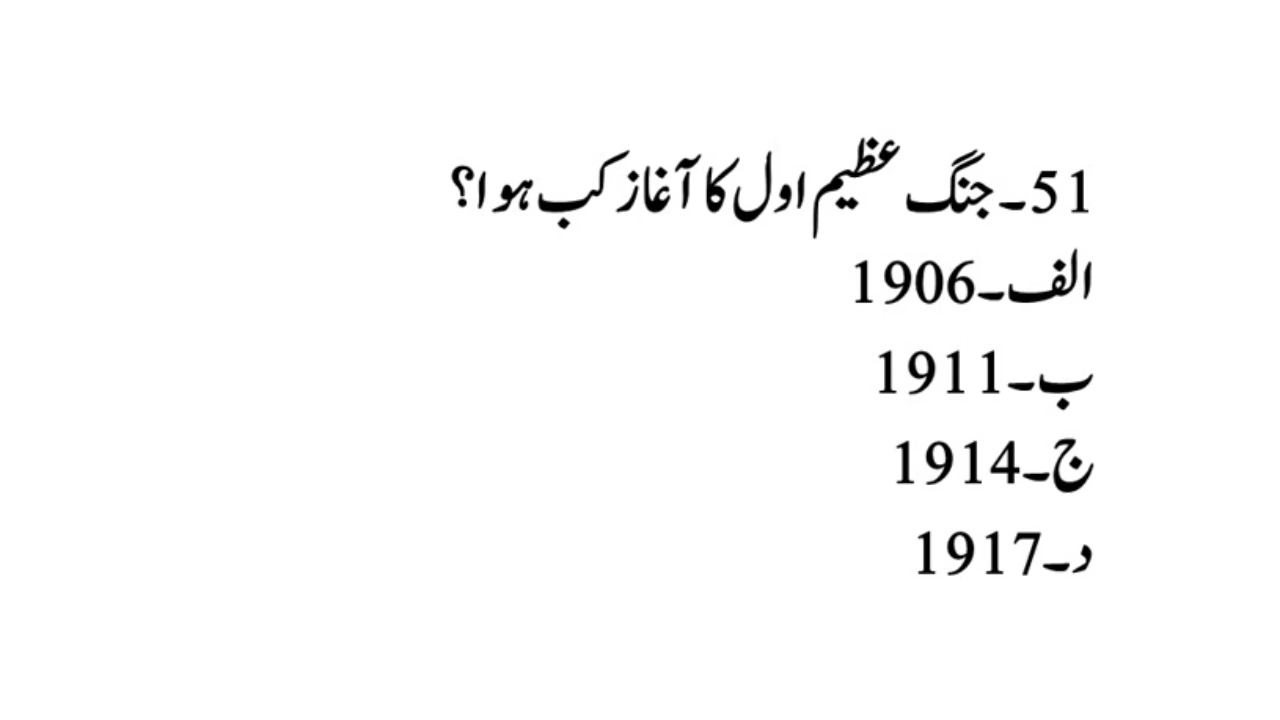 51۔جنگ عظیم اول کا آغاز کب ہوا؟
الف۔1906
ب۔1911
ج۔1914
د۔1917